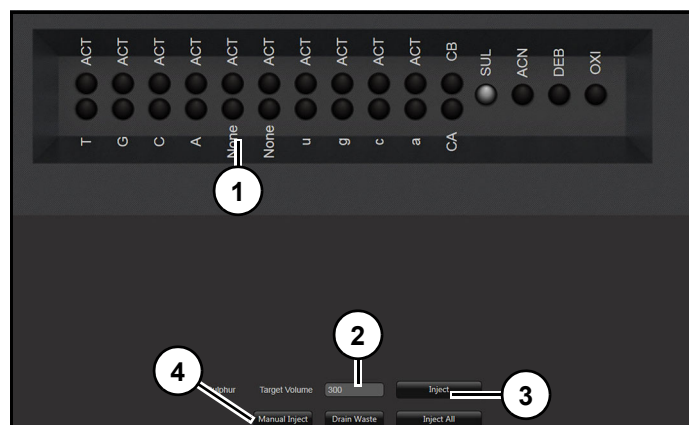 ACT ACT ACT ACT ACT ACT ACT ACT ACT ACT CB SUL ACN DEB OXI
T G C A None None u g c a CA
1
2
4
ulphur Target Volume 300 Inject
3
Manual Inject Drain Waste Inject All